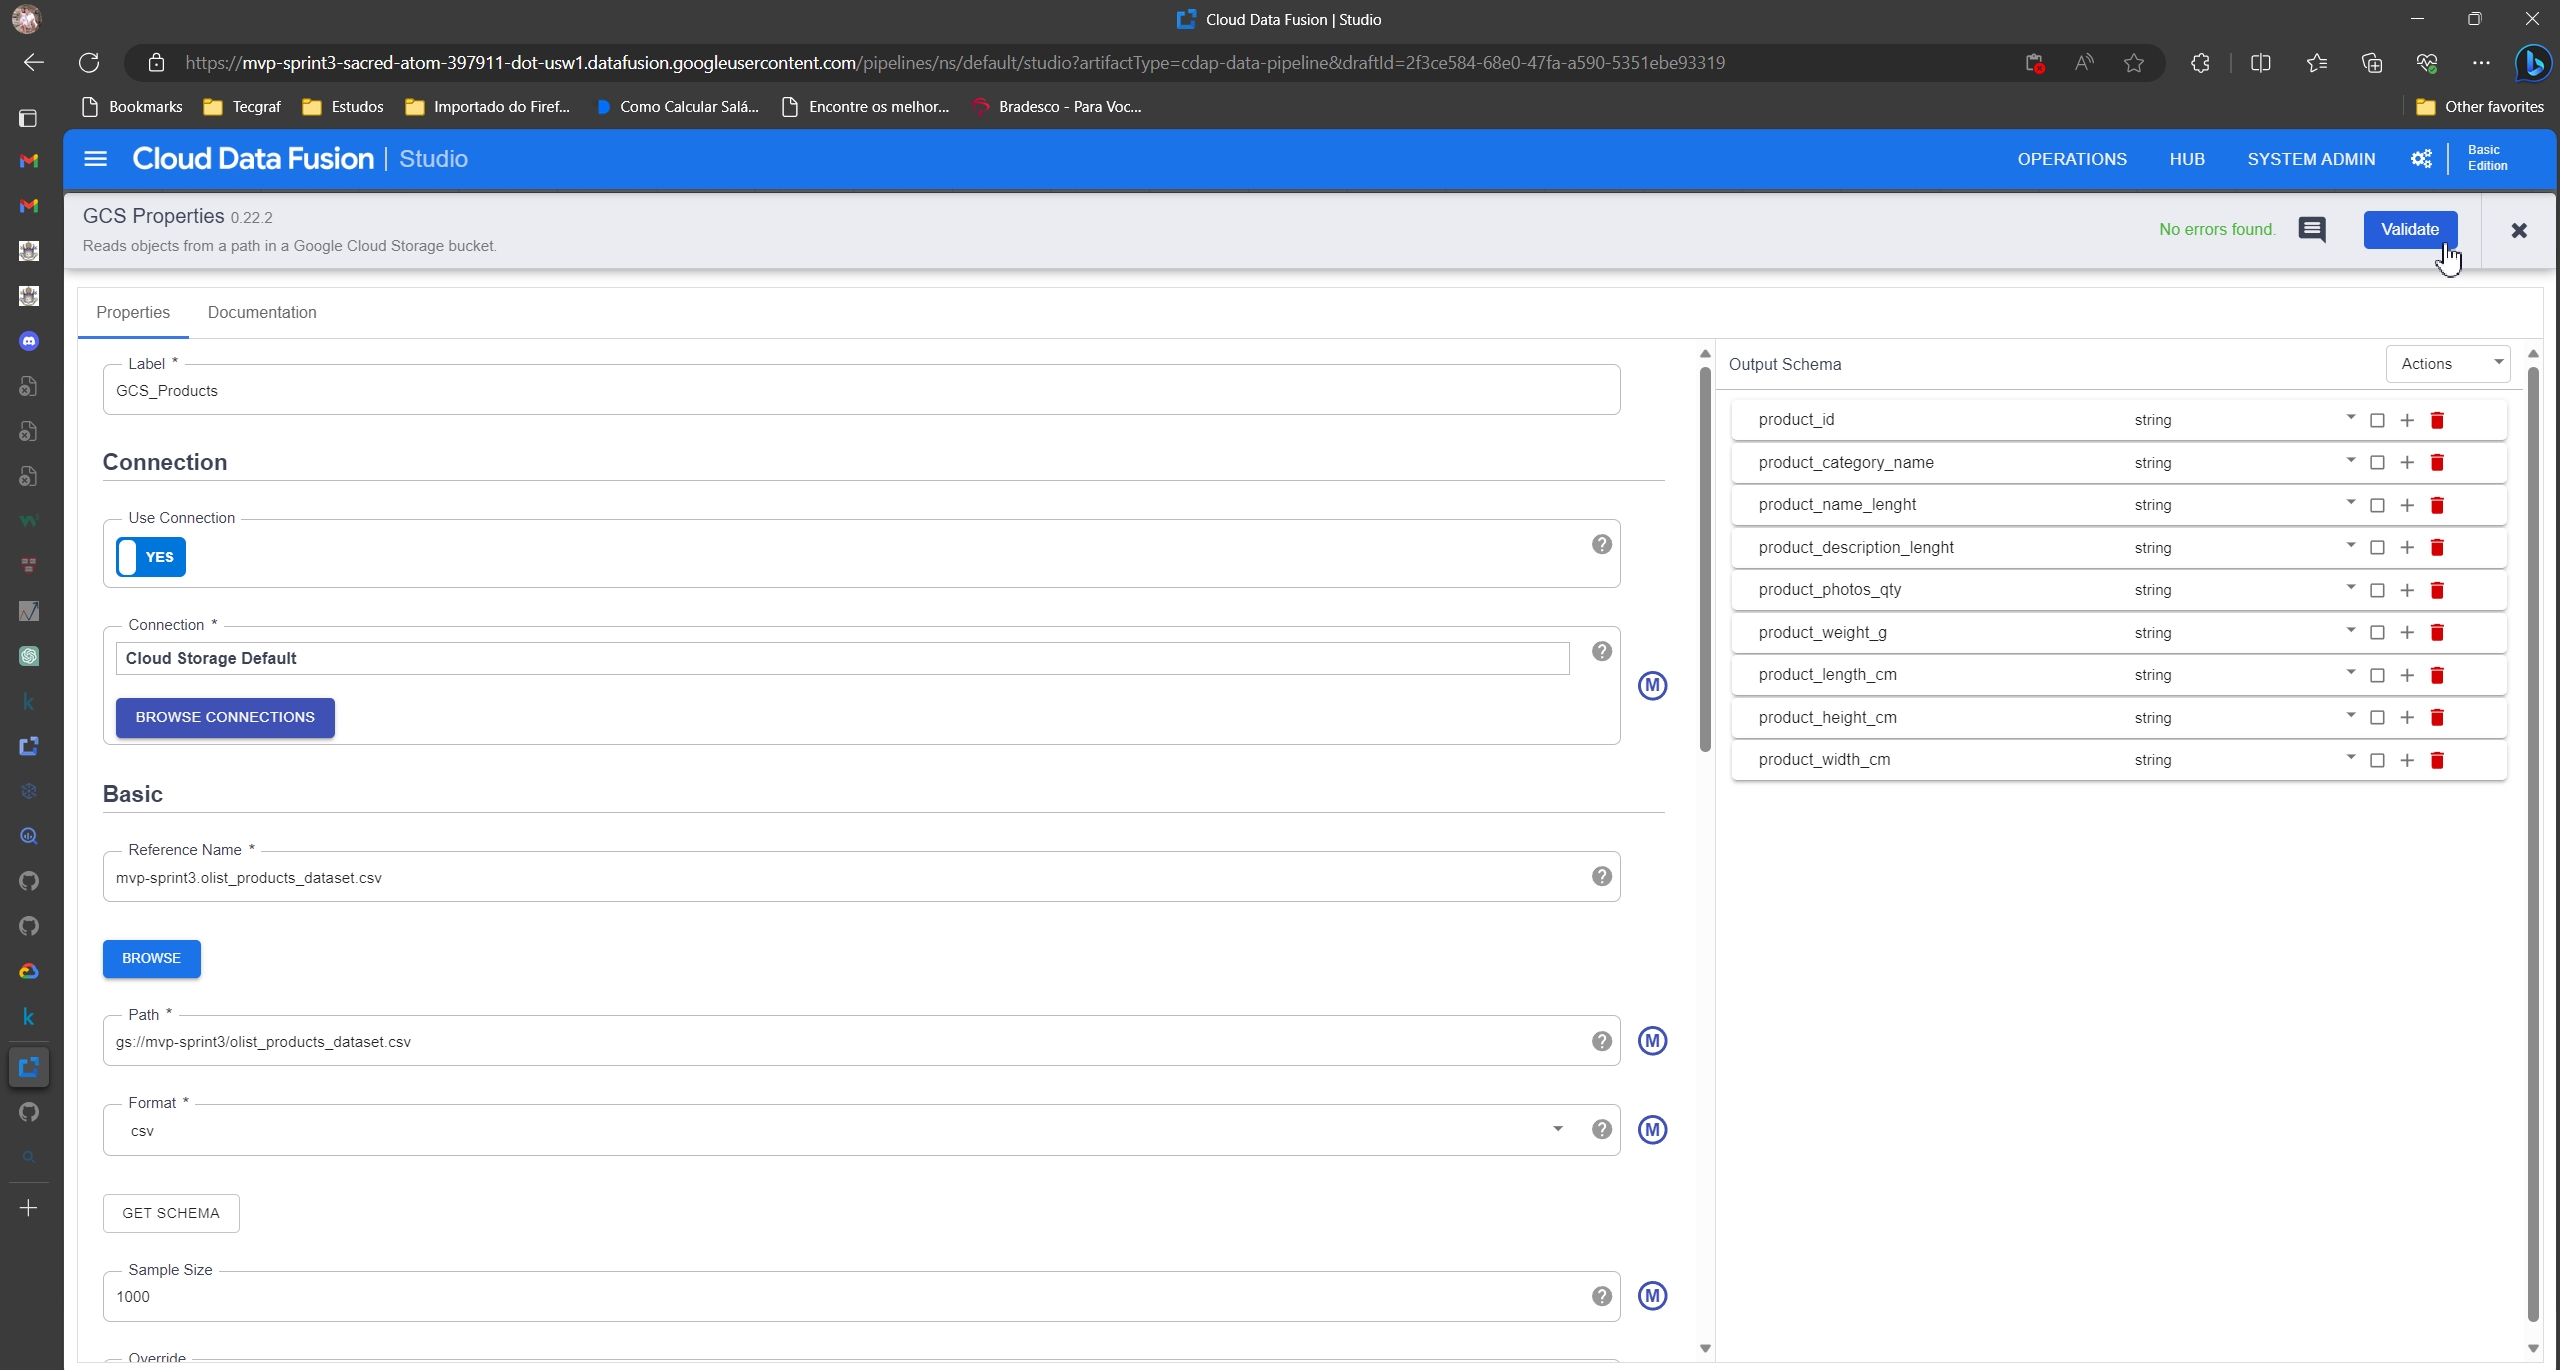 Cloud Data Fusion | Studio
https://mvp-sprint3-sacred-atom-397911-dot-usw1.datafusion.googleusercontent.com/pipelines/ns/default/studio?artifactType=cdap-data-pipeline&draftId=2f3ce584-68e0-47fa-a590-5351ebe93319
Bookmarks Tecgraf Estudos Importado do Firef... Como Calcular Salá... Encontre os melhor... Bradesco - Para Voc... Other favorites
Cloud Data Fusion | Studio OPERATIONS HUB SYSTEM ADMIN Basic Edition
GCS Properties 0.22.2
Reads objects from a path in a Google Cloud Storage bucket.
No errors found. Validate
Properties Documentation
Label *
GCS_Products
Connection
Use Connection
YES
Connection *
Cloud Storage Default
M
BROWSE CONNECTIONS
Basic
Reference Name *
mvp-sprint3.olist_products_dataset.csv
BROWSE
Path *
gs://mvp-sprint3/olist_products_dataset.csv
M
Format *
csv
M
GET SCHEMA
Sample Size
1000
M
Override
Output Schema Actions
product_id string
product_category_name string
product_name_lenght string
product_description_lenght string
product_photos_qty string
product_weight_g string
product_length_cm string
product_height_cm string
product_width_cm string